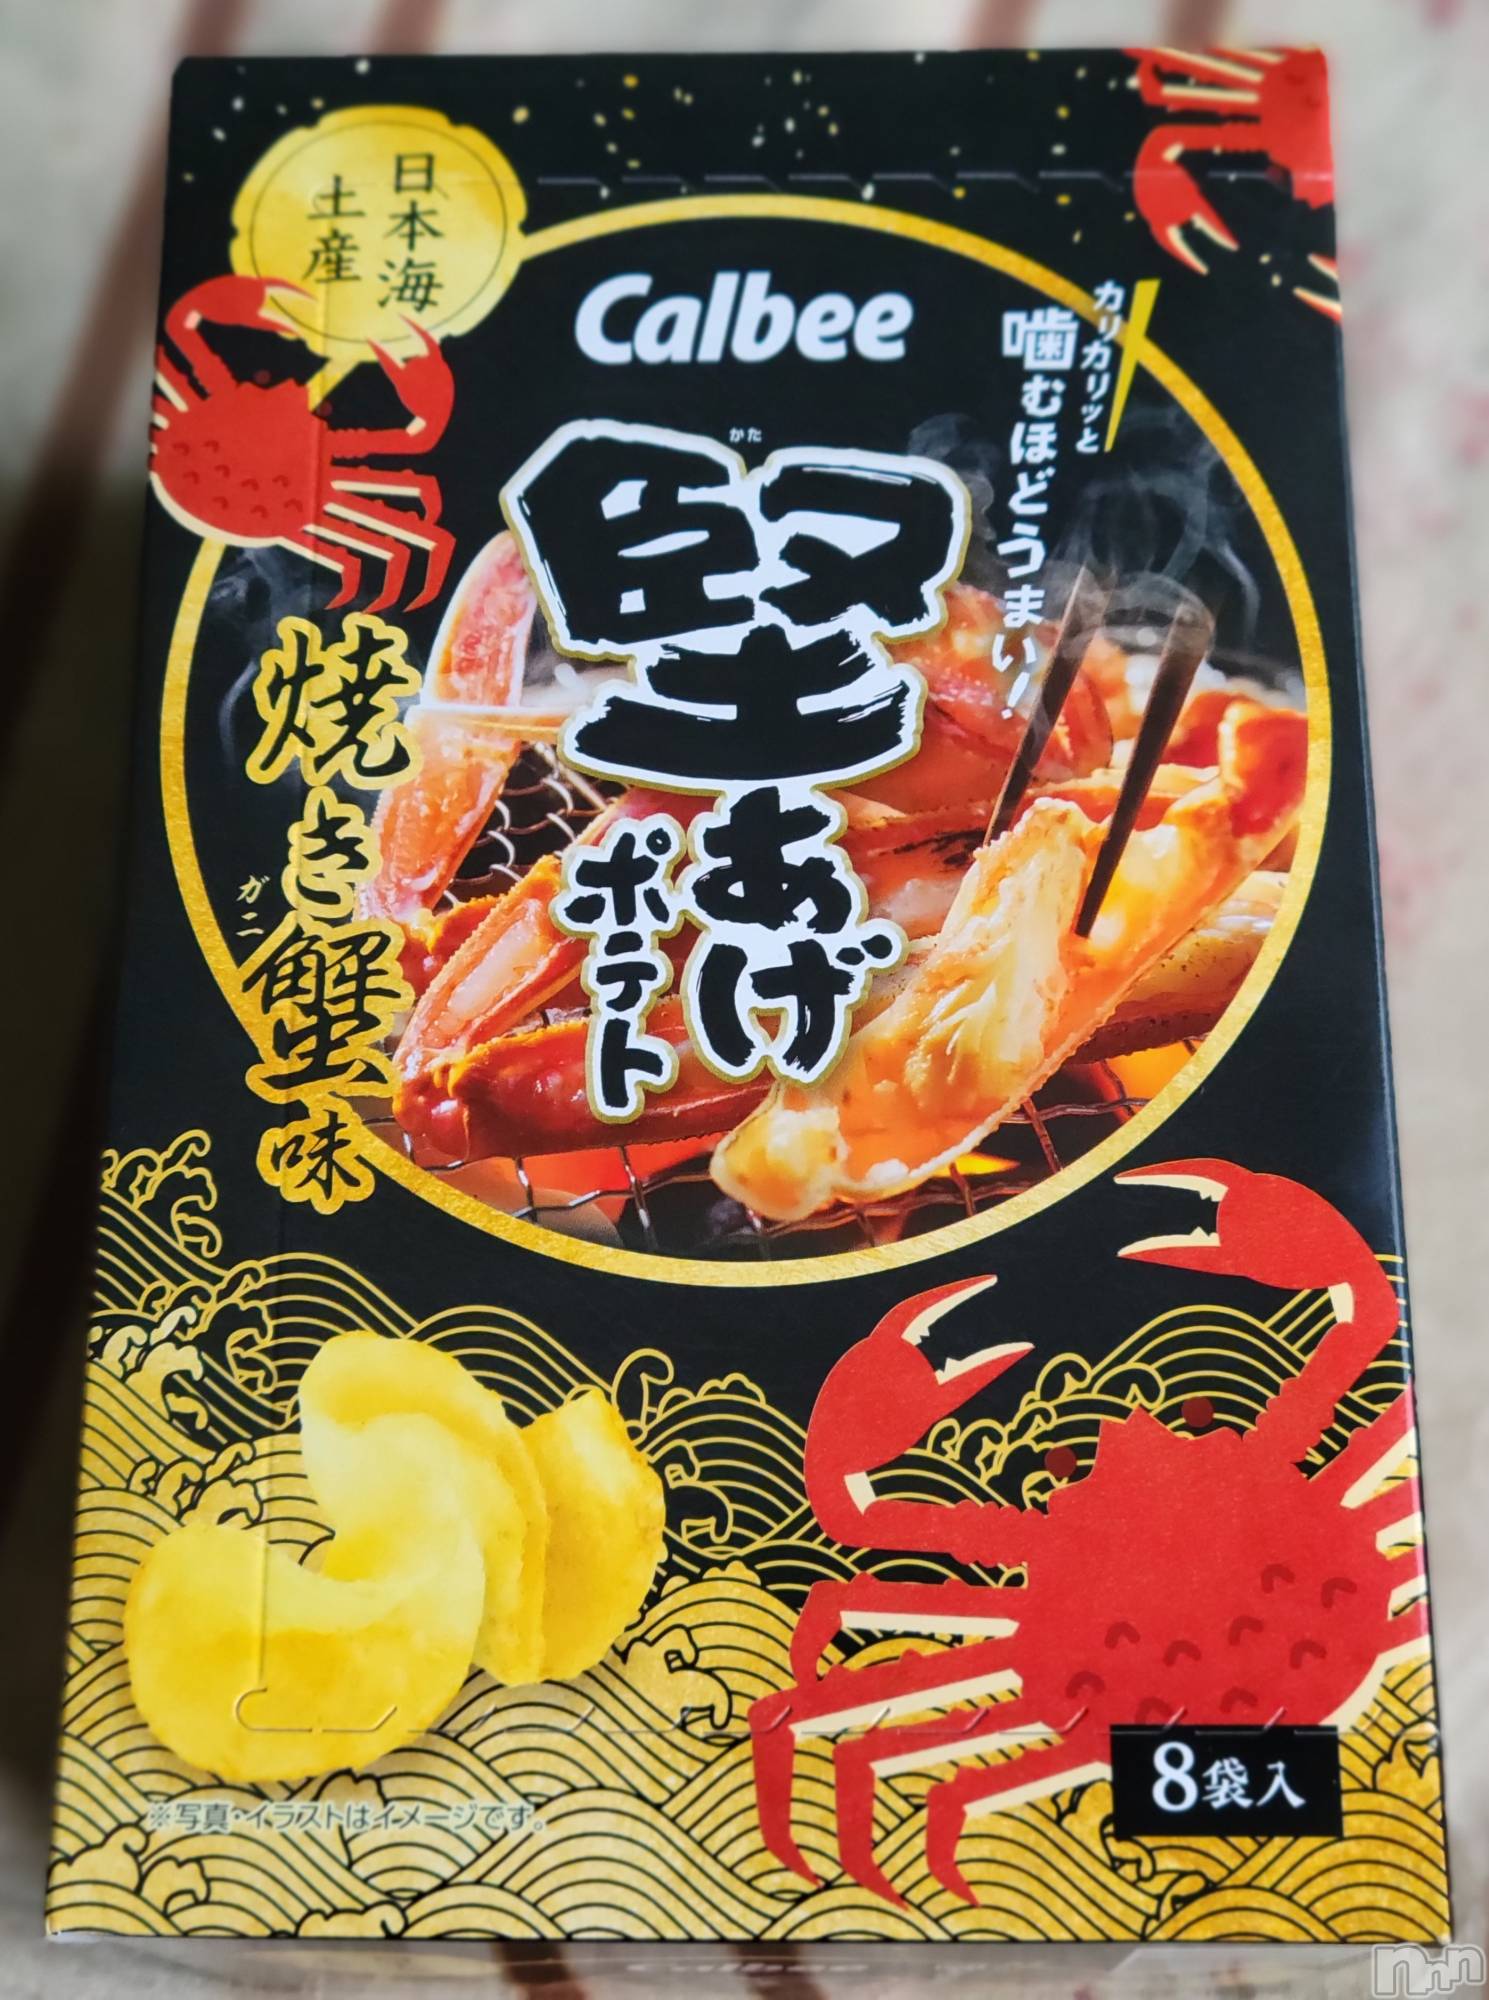 日本海
土産
Calbee
カリカリッと
噛むほどうまい！
かた
堅あげ
ポテト
焼き蟹味
ガニ
8袋入
※写真・イラストはイメージです。
nnn